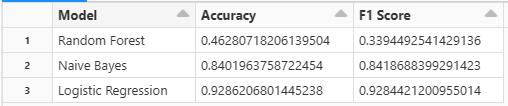 Model Accuracy F1 Score
1 Random Forest 0.46280718206139504 0.3394492541429136
2 Naive Bayes 0.8401963758722454 0.8418688399291423
3 Logistic Regression 0.9286206801445238 0.9284421200955014